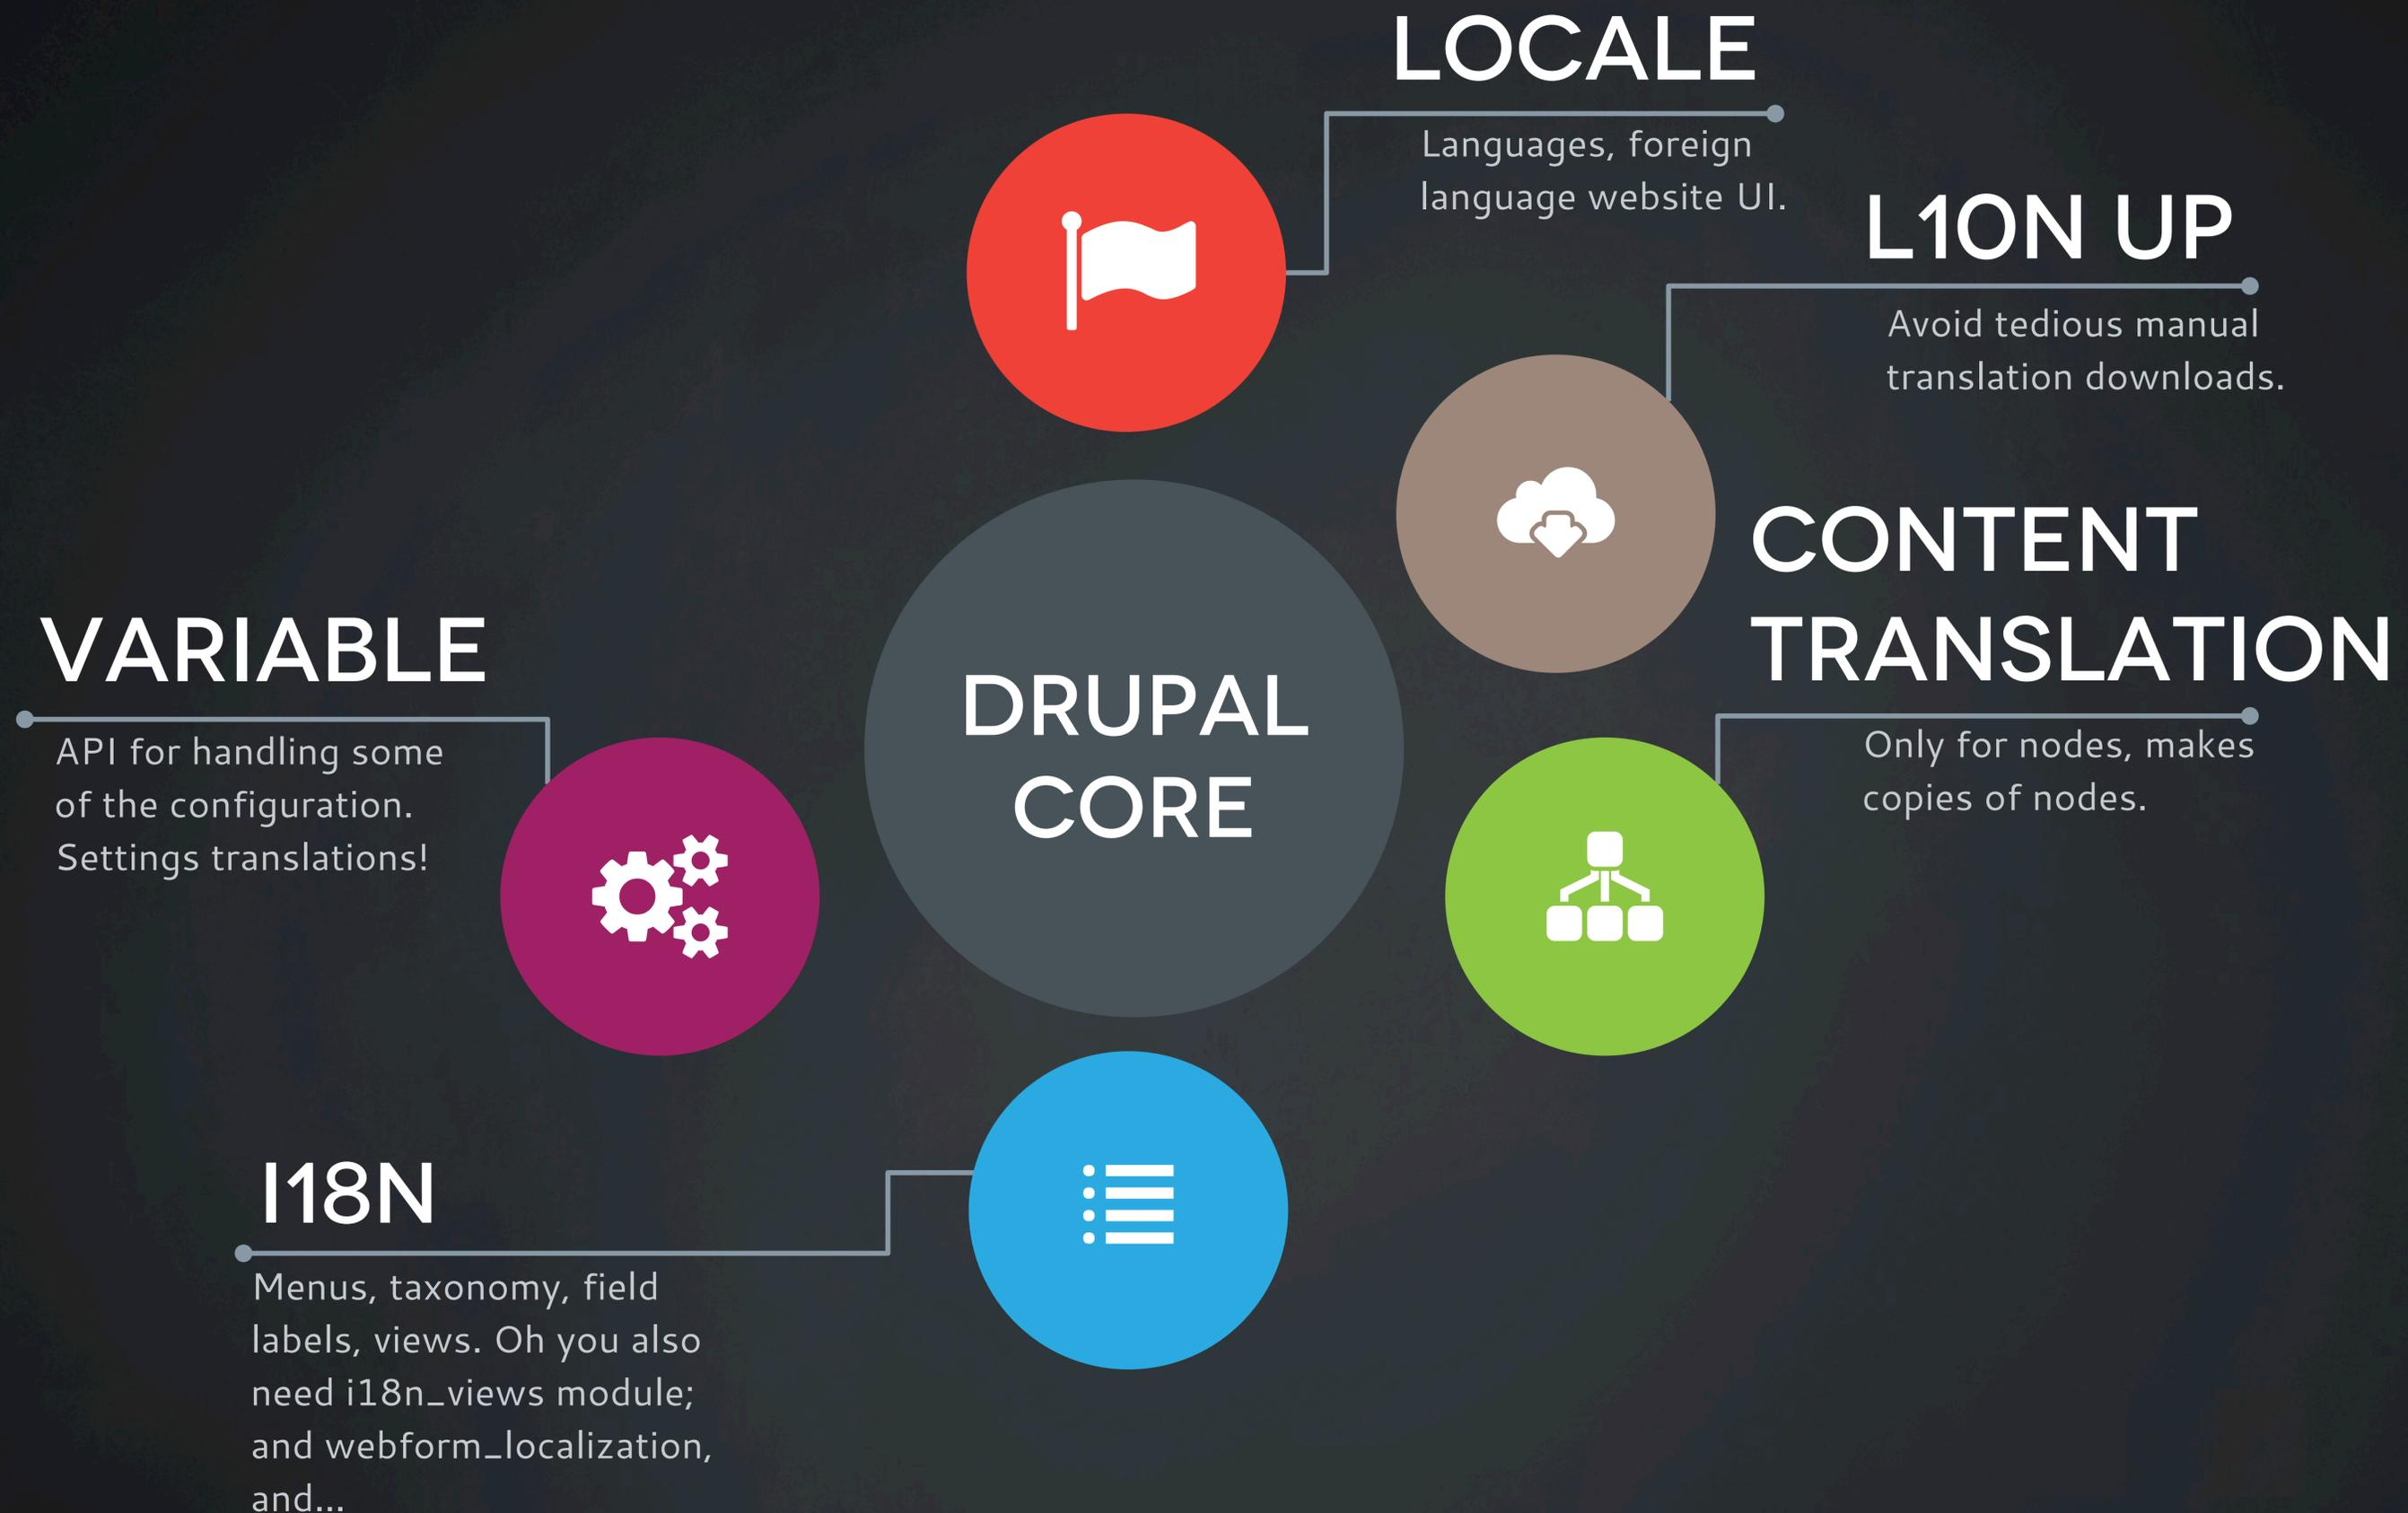 LOCALE
Languages, foreign
language website UI.
L10N UP
Avoid tedious manual
translation downloads.
CONTENT
TRANSLATION
Only for nodes, makes
copies of nodes.
DRUPAL
CORE
VARIABLE
API for handling some
of the configuration.
Settings translations!
I18N
Menus, taxonomy, field
labels, views. Oh you also
need i18n_views module;
and webform_localization,
and...